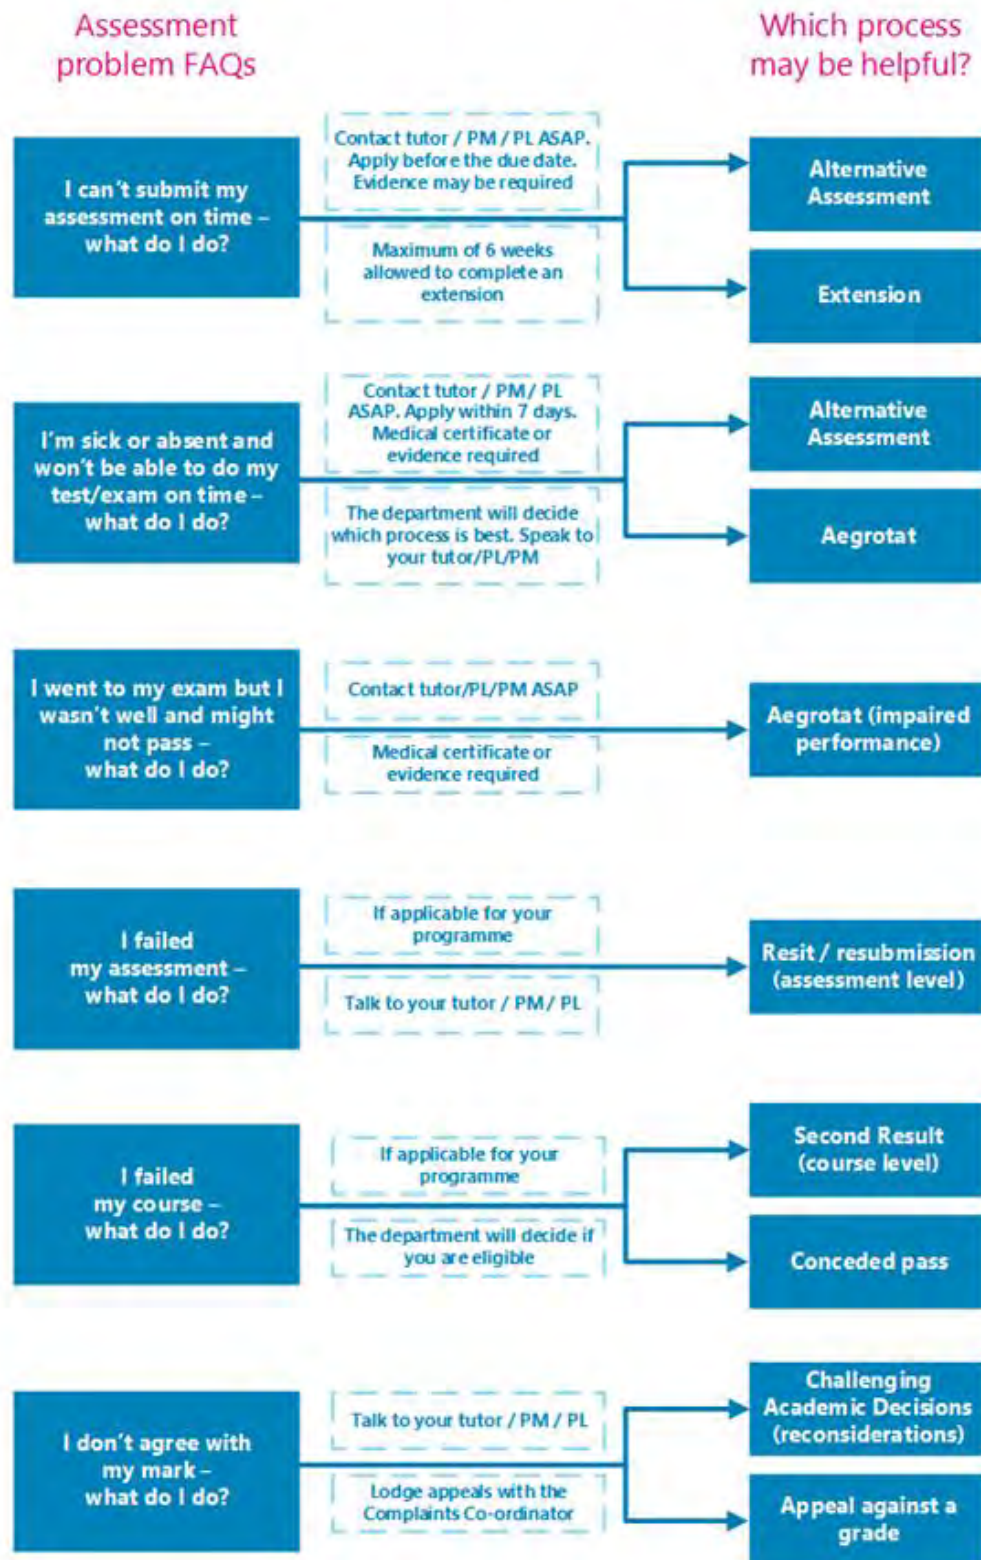 Assessment
problem FAQs
Which process
may be helpful?
I can't submit my
assessment on time –
what do I do?
Contact tutor / PM / PL ASAP.
Apply before the due date.
Evidence may be required
Maximum of 6 weeks
allowed to complete an
extension
Alternative
Assessment
Extension
I'm sick or absent and
won't be able to do my
test/exam on time –
what do I do?
Contact tutor / PM / PL
ASAP. Apply within 7 days.
Medical certificate or
evidence required
The department will decide
which process is best. Speak to
your tutor/PL/PM
Alternative
Assessment
Aegrotat
I went to my exam but I
wasn't well and might
not pass –
what do I do?
Contact tutor/PL/PM ASAP
Medical certificate or
evidence required
Aegrotat (impaired
performance)
I failed
my assessment –
what do I do?
If applicable for your
programme
Talk to your tutor / PM / PL
Resit / resubmission
(assessment level)
I failed
my course –
what do I do?
If applicable for your
programme
The department will decide if
you are eligible
Second Result
(course level)
Conceded pass
I don't agree with
my mark –
what do I do?
Talk to your tutor / PM / PL
Lodge appeals with the
Complaints Co-ordinator
Challenging
Academic Decisions
(reconsiderations)
Appeal against a
grade